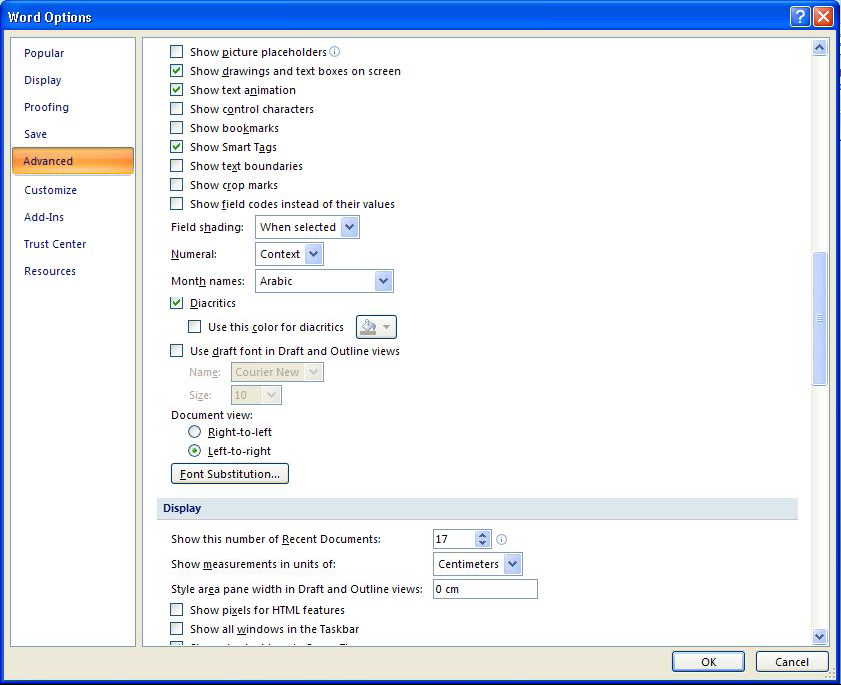 Word Options
Popular
Display
Proofing
Save
Advanced
Customize
Add-Ins
Trust Center
Resources
Show picture placeholders
Show drawings and text boxes on screen
Show text animation
Show control characters
Show bookmarks
Show Smart Tags
Show text boundaries
Show crop marks
Show field codes instead of their values
Field shading: When selected
Numeral: Context
Month names: Arabic
Diacritics
Use this color for diacritics
Use draft font in Draft and Outline views
Name: Courier New
Size: 10
Document view:
Right-to-left
Left-to-right
Font Substitution...
Display
Show this number of Recent Documents: 17
Show measurements in units of: Centimeters
Style area pane width in Draft and Outline views: 0 cm
Show pixels for HTML features
Show all windows in the Taskbar
OK Cancel